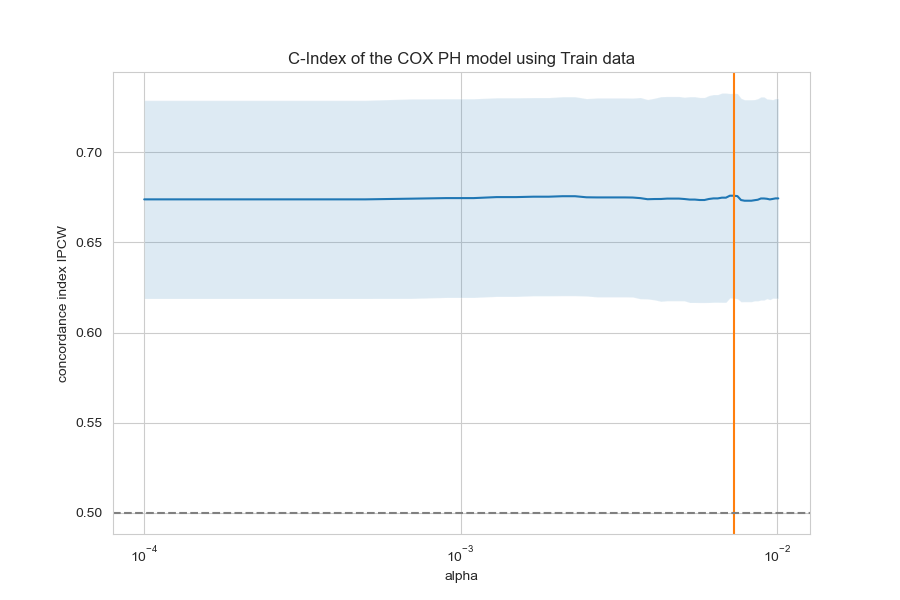 C-Index of the COX PH model using Train data
concordance index IPCW
0.70
0.65
0.60
0.55
0.50
10⁻⁴
10⁻³
10⁻²
alpha